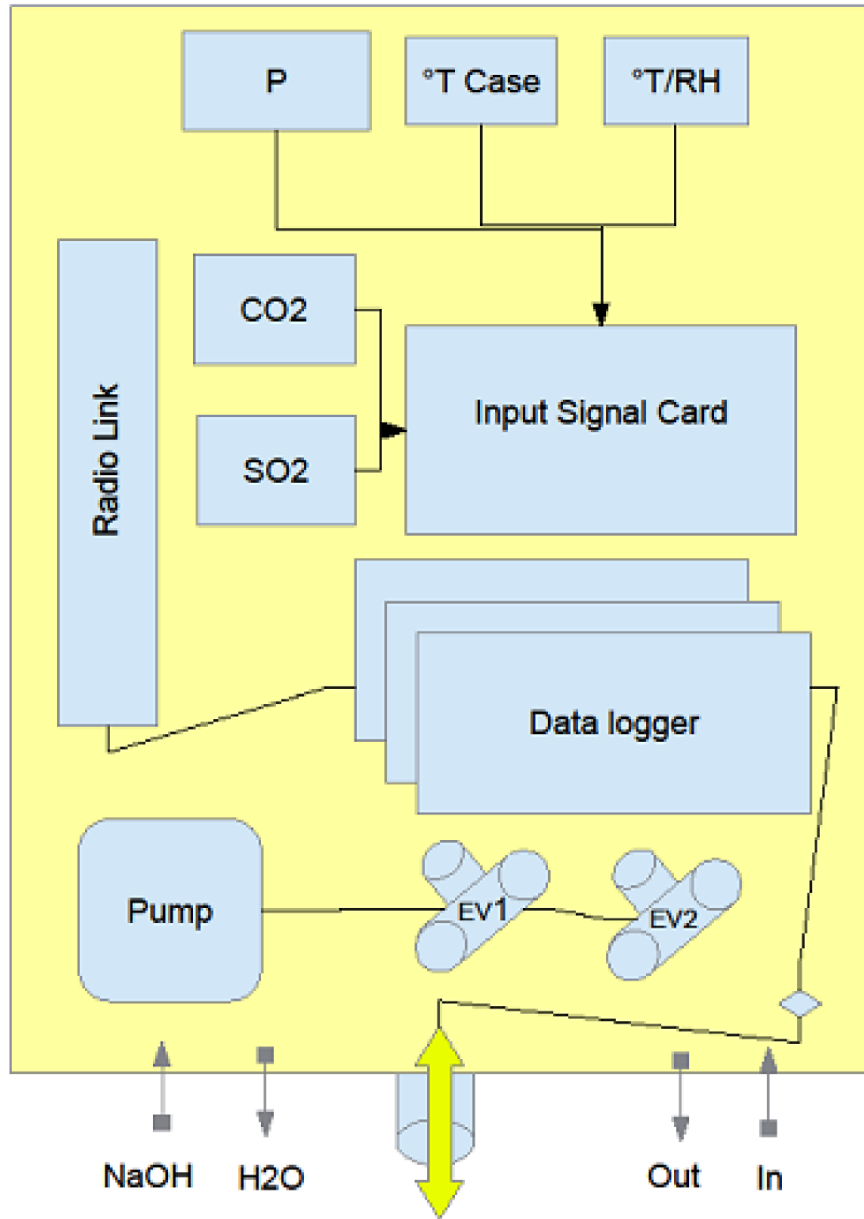 P
°T Case
°T/RH
CO2
SO2
Input Signal Card
Radio Link
Data logger
Pump
EV1
EV2
NaOH
H2O
Out
In